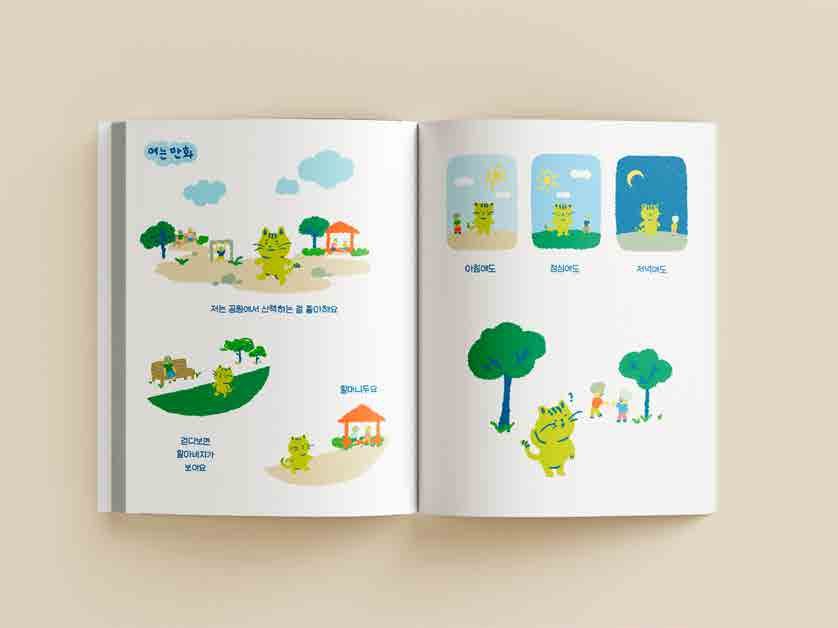 여는 만화
저는 공원에서 산책하는 걸 좋아해요
걷다보면
할아버지가
보여요
할머니두요
아침에도
점심에도
저녁에도
?